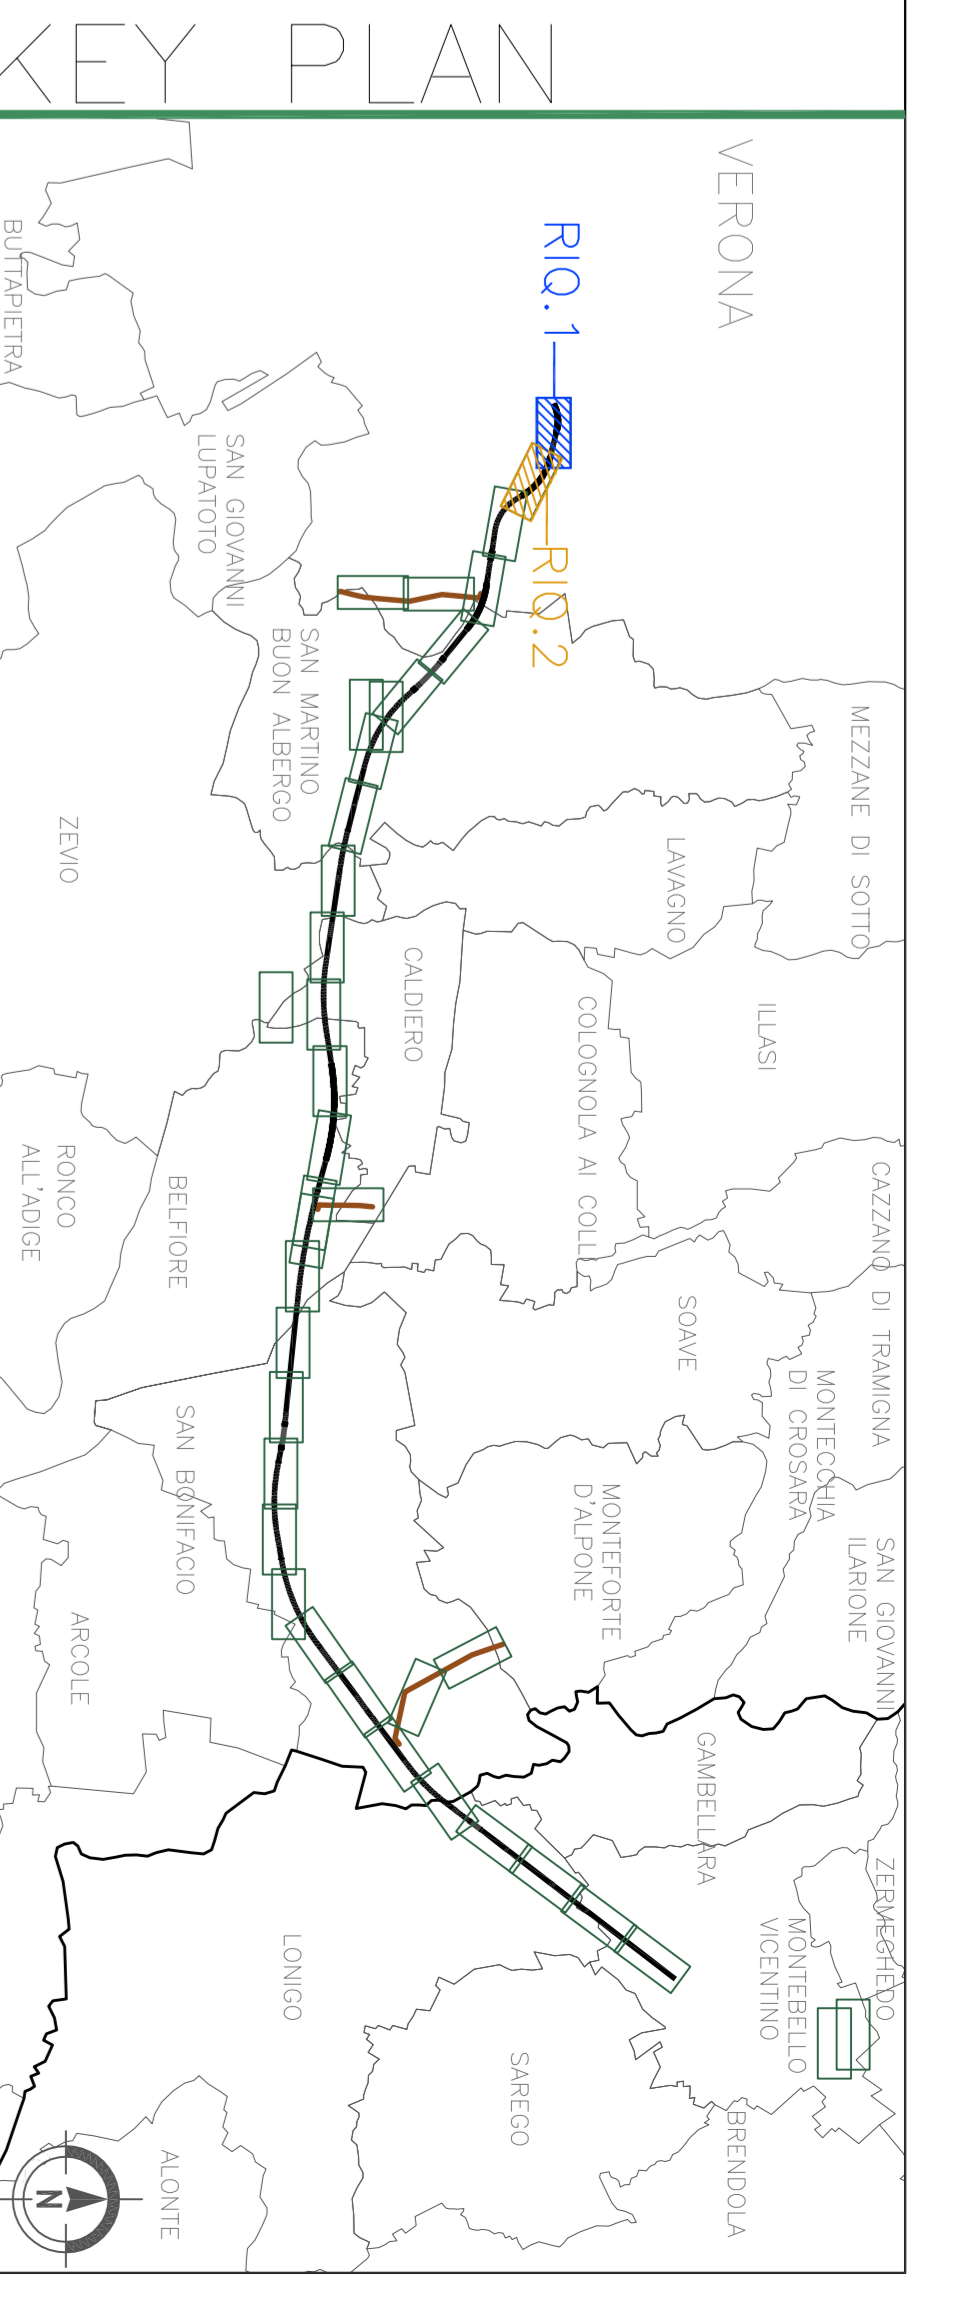 KEY PLAN
VERONA
RIQ.1
RIQ.2
MEZZANE DI SOTTO
LAVAGNO
ILLASI
CAZZANO DI TRAMIGNA
COLOGNOLA AI COLLI
CALDIERO
SOAVE
MONTECCHIA
DI CROSARA
SAN GIOVANNI
ILARIONE
MONTEFORTE
D'ALPONE
GAMBELLARA
ZERMEGHEDO
MONTEBELLO
VICENTINO
BRENDOLA
SAREGO
LONIGO
ALONTE
BUTTAPIETRA
SAN GIOVANNI
LUPATOTO
SAN MARTINO
BUON ALBERGO
ZEVIO
BELFIORE
RONCO
ALL'ADIGE
SAN BONIFACIO
ARCOLE
N